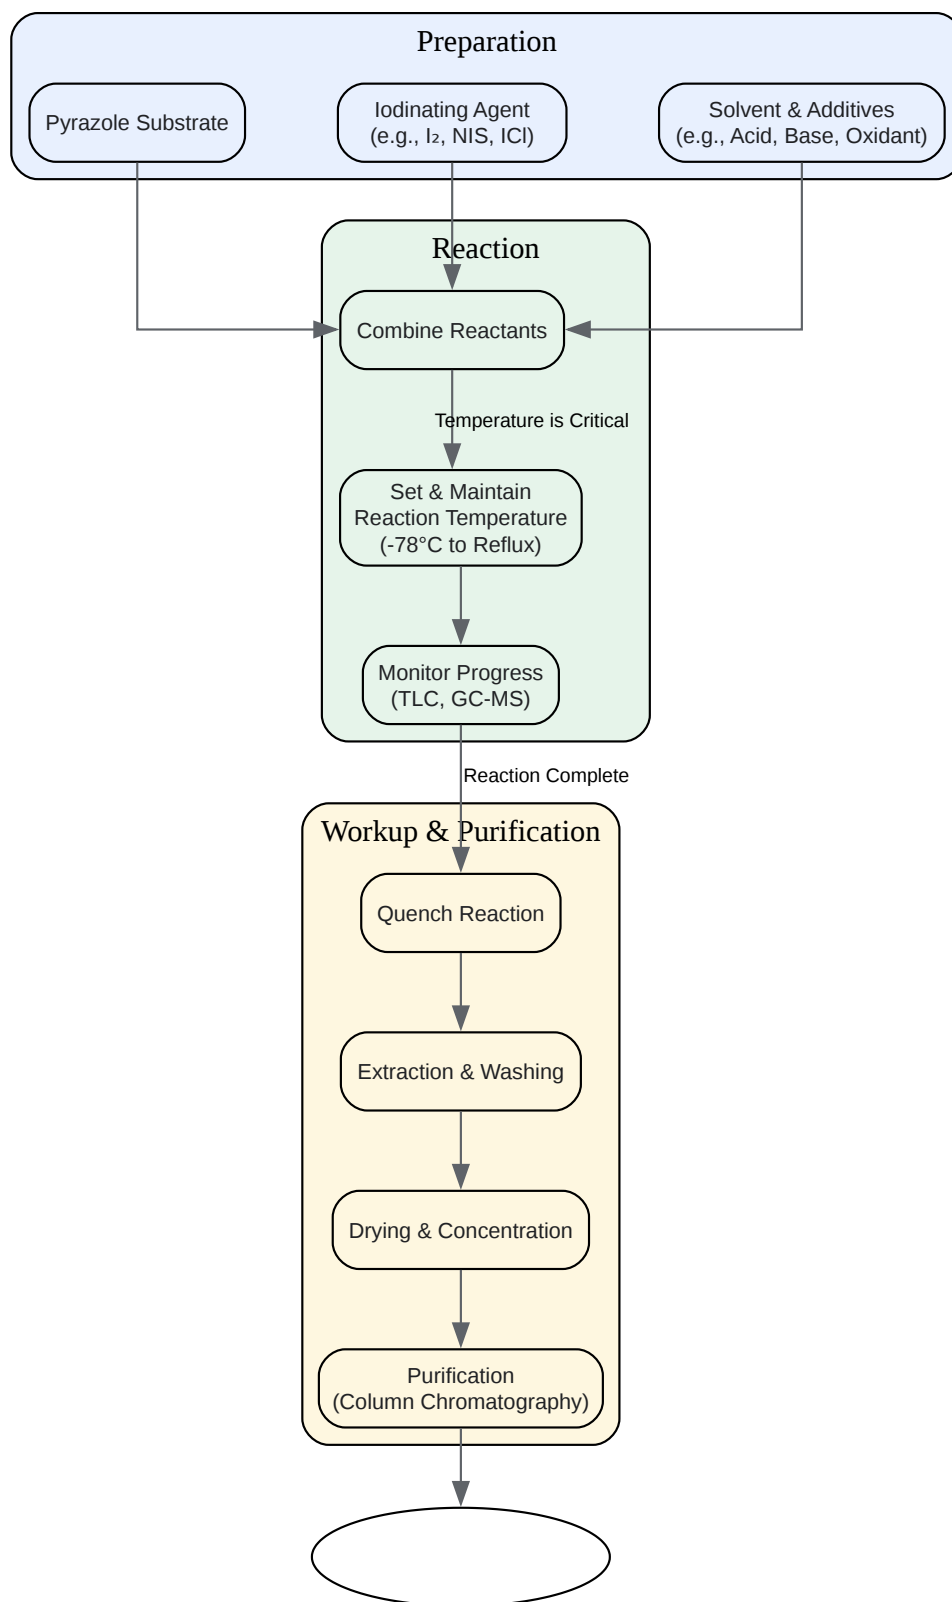 Preparation
Pyrazole Substrate
Iodinating Agent
(e.g., I₂, NIS, ICl)
Solvent & Additives
(e.g., Acid, Base, Oxidant)
Reaction
Combine Reactants
Temperature is Critical
Set & Maintain
Reaction Temperature
(-78°C to Reflux)
Monitor Progress
(TLC, GC-MS)
Reaction Complete
Workup & Purification
Quench Reaction
Extraction & Washing
Drying & Concentration
Purification
(Column Chromatography)